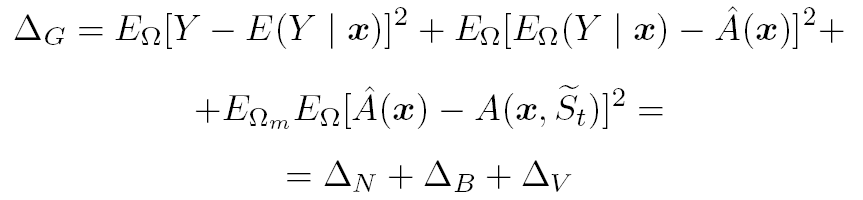 Δ_G = E_Ω[Y − E(Y | 𝒙)]² + E_Ω[E_Ω(Y | 𝒙) − Â(𝒙)]²+
+E_{Ω_m}E_Ω[Â(𝒙) − A(𝒙, S̃_t)]² =
= Δ_N + Δ_B + Δ_V